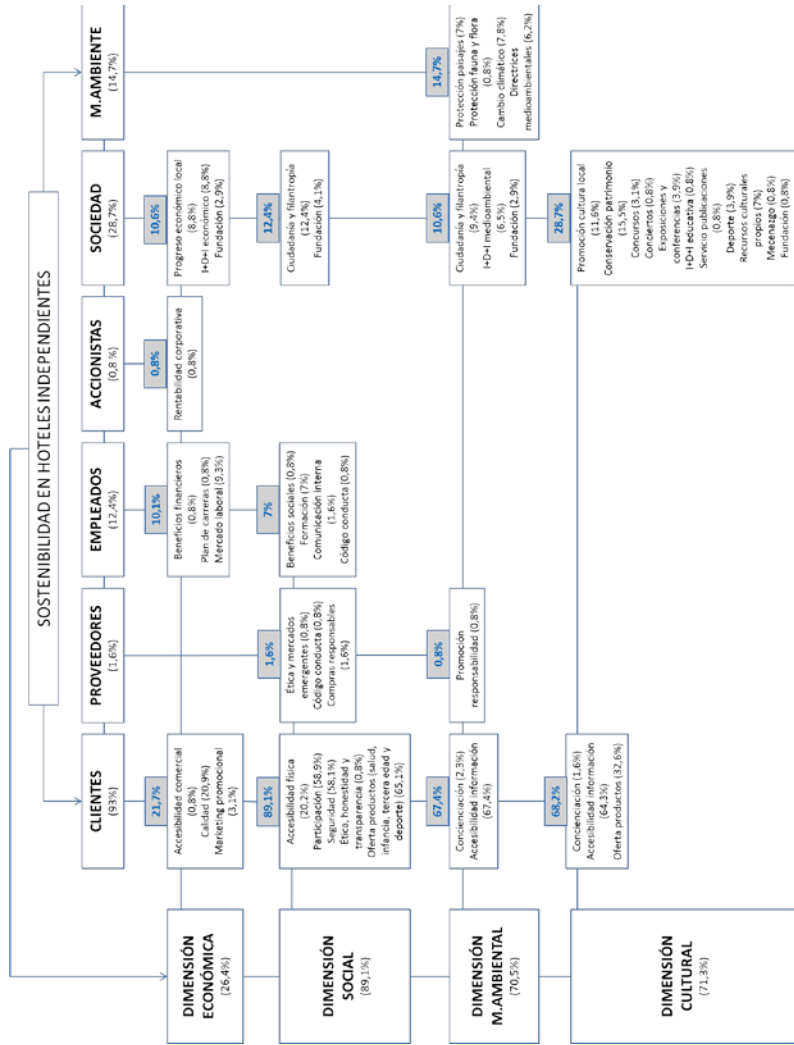 SOSTENIBILIDAD EN HOTELES INDEPENDIENTES
CLIENTES
(93%)
PROVEEDORES
(1,6%)
EMPLEADOS
(12,4%)
ACCIONISTAS
(0,8 %)
SOCIEDAD
(28,7%)
M.AMBIENTE
(14,7%)
DIMENSIÓN
ECONÓMICA
(26,4%)
21,7%
Accesibilidad comercial
(0,8%)
Calidad (20,9%)
Marketing promocional
(3,1%)
10,1%
Beneficios financieros
(0,8%)
Plan de carreras (0,8%)
Mercado laboral (9,3%)
0,8%
Rentabilidad corporativa
(0,8%)
10,6%
Progreso económico local
(8,8%)
I+D+I económico (8,8%)
Fundación (2,9%)
DIMENSIÓN
SOCIAL
(89,1%)
89,1%
Accesibilidad física
(20,2%)
Participación (58,9%)
Seguridad (58,1%)
Ética, honestidad y
transparencia (0,8%)
Oferta productos (salud,
infancia, tercera edad y
deporte) (65,1%)
1,6%
Ética y mercados
emergentes (0,8%)
Código conducta (0,8%)
Compras responsables
(1,6%)
7%
Beneficios sociales (0,8%)
Formación (7%)
Comunicación interna
(1,6%)
Código conducta (0,8%)
12,4%
Ciudadanía y filantropía
(12,4%)
Fundación (4,1%)
DIMENSIÓN
M.AMBIENTAL
(70,5%)
67,4%
Concienciación (2,3%)
Accesibilidad información
(67,4%)
0,8%
Promoción
responsabilidad (0,8%)
10,6%
Ciudadanía y filantropía
(9,4%)
I+D+I medioambiental
(6,5%)
Fundación (2,9%)
14,7%
Protección paisajes (7%)
Protección fauna y flora
(0,8%)
Cambio climático (7,8%)
Directrices
medioambientales (6,2%)
DIMENSIÓN
CULTURAL
(71,3%)
68,2%
Concienciación (1,6%)
Accesibilidad información
(64,3%)
Oferta productos (32,6%)
28,7%
Promoción cultura local
(11,6%)
Conservación patrimonio
(15,5%)
Concursos (3,1%)
Conciertos (0,8%)
Exposiciones y
conferencias (3,9%)
I+D+I educativa (0,8%)
Servicio publicaciones
(0,8%)
Deporte (3,9%)
Recursos culturales
propios (7%)
Mecenazgo (0,8%)
Fundación (0,8%)